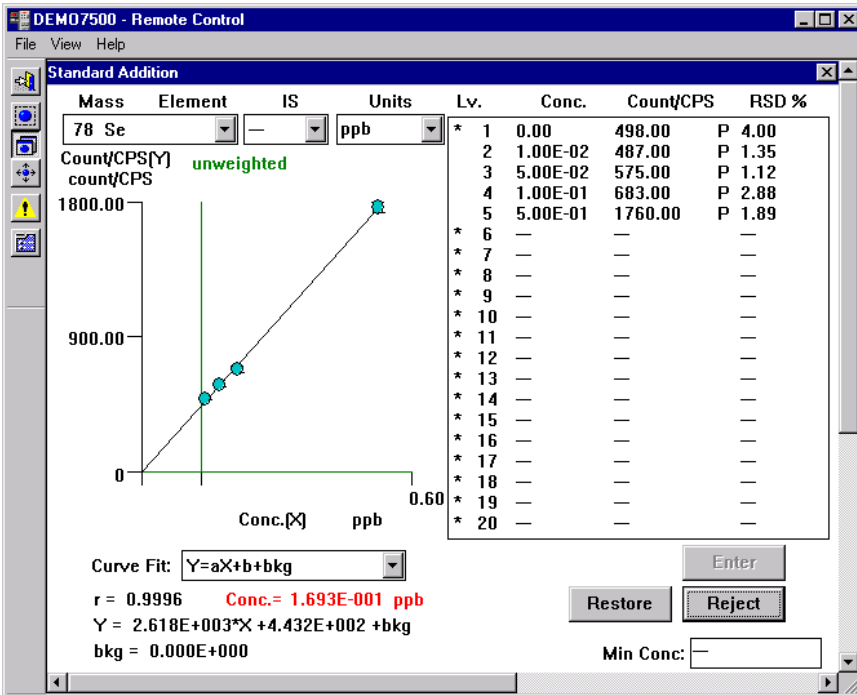 DEMO7500 - Remote Control
File View Help
Standard Addition
Mass Element IS Units Lv. Conc. Count/CPS RSD %
78 Se — ppb
* 1 0.00 498.00 P 4.00
2 1.00E-02 487.00 P 1.35
3 5.00E-02 575.00 P 1.12
4 1.00E-01 683.00 P 2.88
5 5.00E-01 1760.00 P 1.89
* 6 — — —
* 7 — — —
* 8 — — —
* 9 — — —
* 10 — — —
* 11 — — —
* 12 — — —
* 13 — — —
* 14 — — —
* 15 — — —
* 16 — — —
* 17 — — —
* 18 — — —
* 19 — — —
* 20 — — —
Count/CPS(Y) unweighted
count/CPS
1800.00
900.00
0
0.60
Conc.(X) ppb
Curve Fit: Y=aX+b+bkg
r = 0.9996 Conc.= 1.693E-001 ppb
Y = 2.618E+003*X +4.432E+002 +bkg
bkg = 0.000E+000
Enter
Restore Reject
Min Conc: —